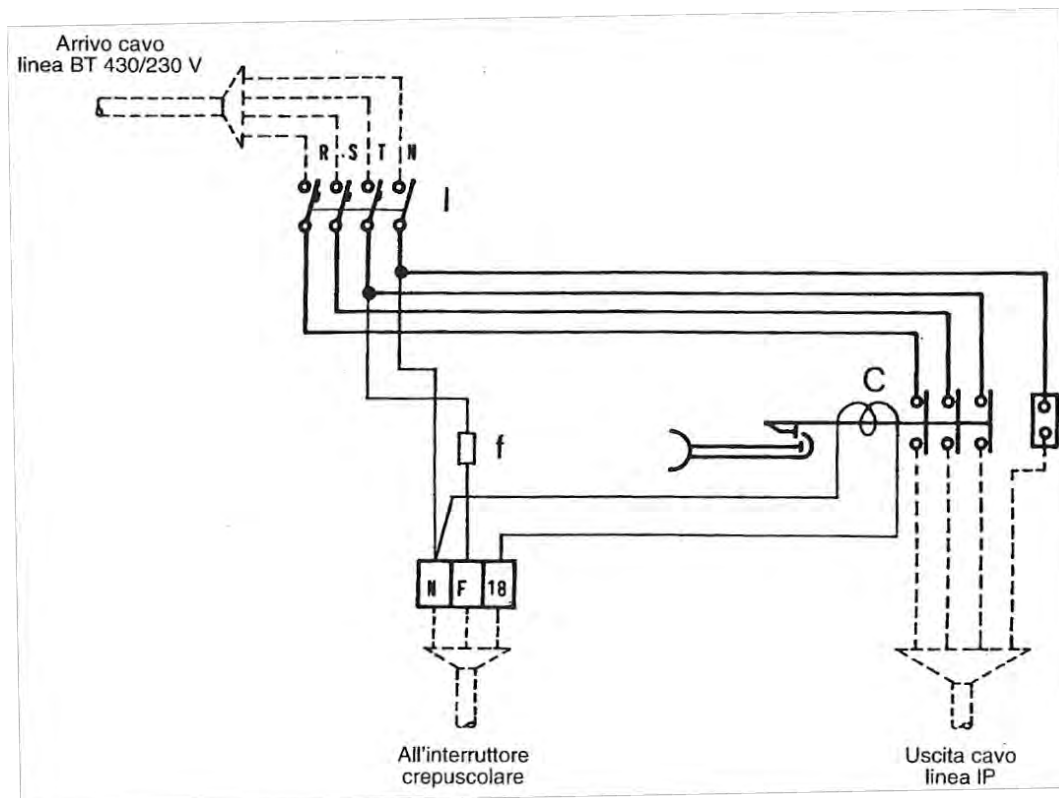 Arrivo cavo
linea BT 430/230 V
R S T N
I
C
f
N F 18
All'interruttore
crepuscolare
Uscita cavo
linea IP